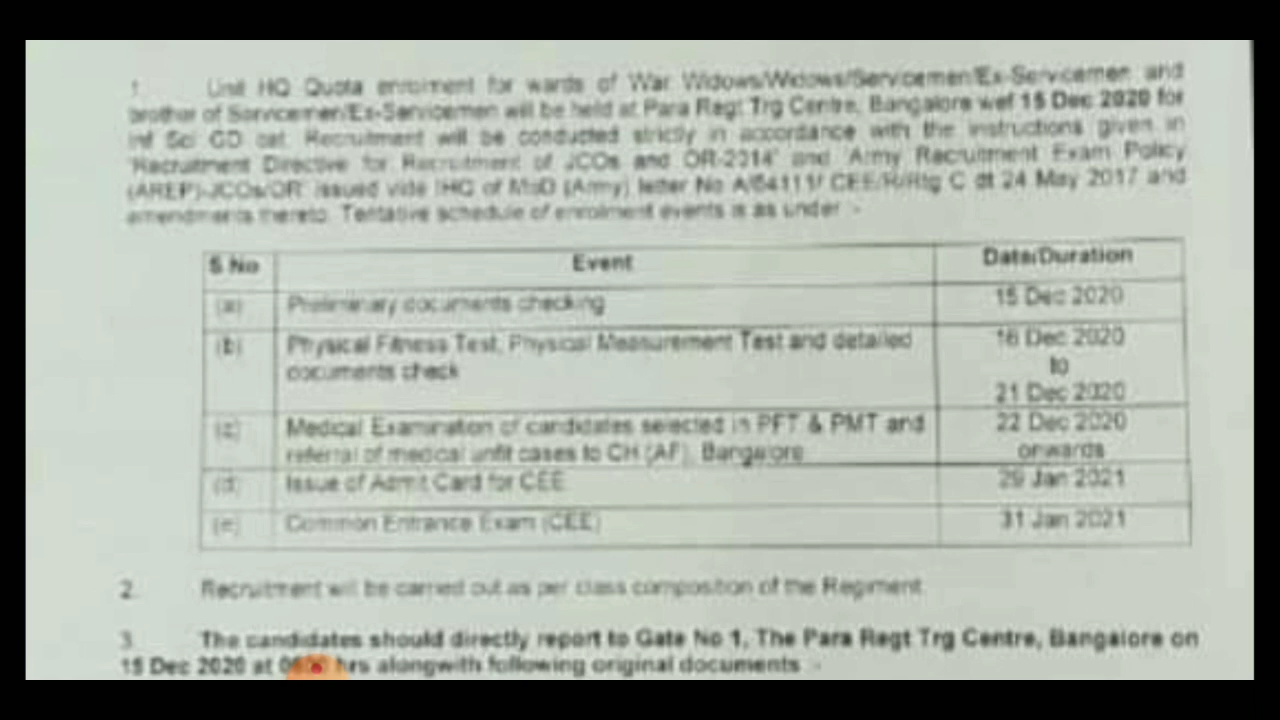 1. Unit HQ Quota enrolment for wards of War Widows/Widows/Servicemen/Ex-Servicemen and
brother of Servicemen/Ex-Servicemen will be held at Para Regt Trg Centre, Bangalore wef 15 Dec 2020 for
Recruitment will be conducted strictly in accordance with the instructions given in
'Recruitment Directive for Recruitment of JCOs and and 'Army Recruitment Exam Policy
(AREP)-JCOs/OR' issued vide IHQ of MoD (Army) letter No dt 24 May 2017 and
amendments thereto. Tentative schedule of enrolment events is as under :-
S No Event Date/Duration
(a) Preliminary documents checking 15 Dec 2020
(b) Physical Fitness Test, Physical Measurement Test and detailed documents check 16 Dec 2020
to
21 Dec 2020
(c) Medical Examination of candidates selected in PFT & PMT and 22 Dec 2020
referral of medical unfit cases to CH (AF), Bangalore onwards
(d) Issue of Admit Card for CEE 29 Jan 2021
(e) Common Entrance Exam (CEE) 31 Jan 2021
2. Recruitment will be carried out as per class composition of the Regiment.
3. The candidates should directly report to Gate No 1, The Para Regt Trg Centre, Bangalore on
15 Dec 2020 at hrs alongwith following original documents :-